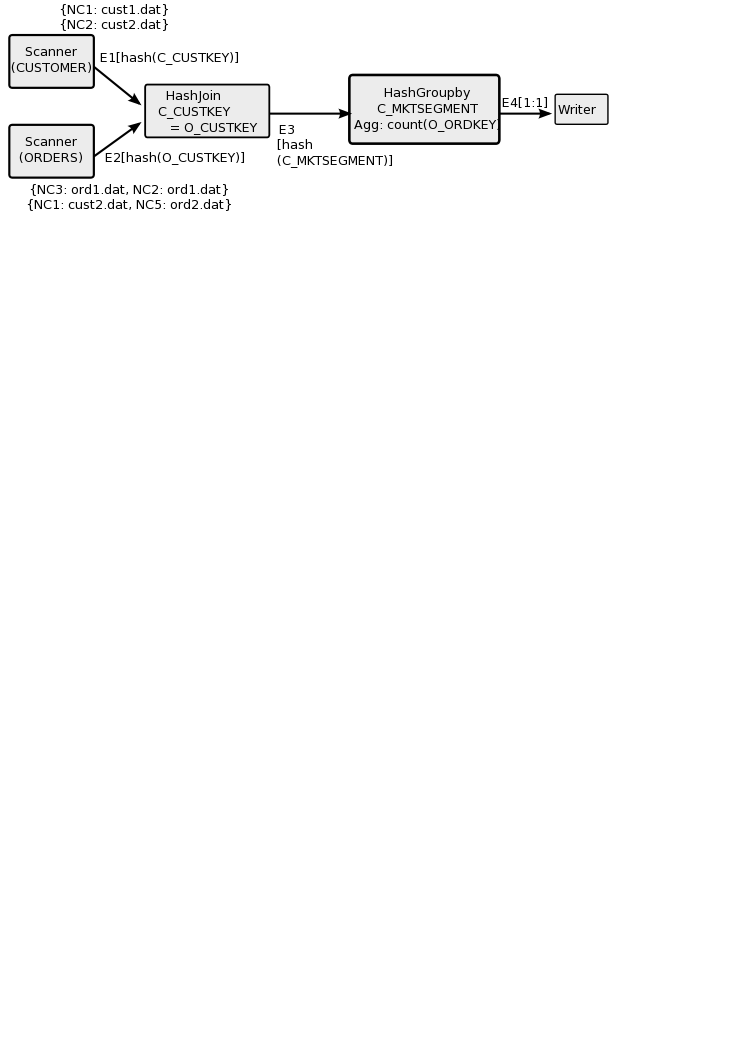 {NC1: cust1.dat}
{NC2: cust2.dat}
Scanner
(CUSTOMER)
E1[hash(C_CUSTKEY)]
HashJoin
C_CUSTKEY
= O_CUSTKEY
Scanner
(ORDERS)
E2[hash(O_CUSTKEY)]
{NC3: ord1.dat, NC2: ord1.dat}
{NC1: cust2.dat, NC5: ord2.dat}
E3
[hash
(C_MKTSEGMENT)]
HashGroupby
C_MKTSEGMENT
Agg: count(O_ORDKEY)
E4[1:1]
Writer